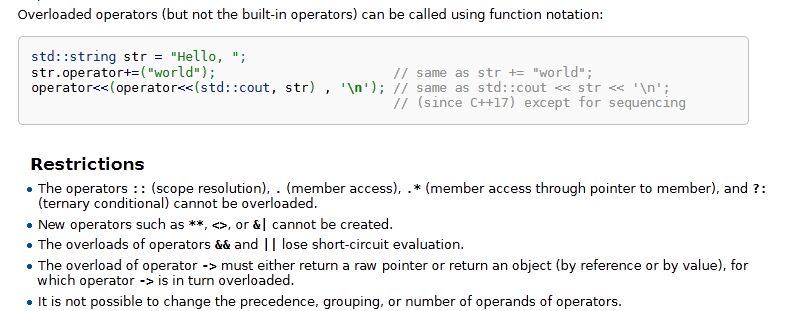 Overloaded operators (but not the built-in operators) can be called using function notation:
std::string str = "Hello, ";
str.operator+=("world");                       // same as str += "world";
operator<<(operator<<(std::cout, str) , '\n'); // same as std::cout << str << '\n';
                                               // (since C++17) except for sequencing
Restrictions
• The operators :: (scope resolution), . (member access), .* (member access through pointer to member), and ?:
(ternary conditional) cannot be overloaded.
• New operators such as **, <>, or &| cannot be created.
• The overloads of operators && and || lose short-circuit evaluation.
• The overload of operator -> must either return a raw pointer or return an object (by reference or by value), for
which operator -> is in turn overloaded.
• It is not possible to change the precedence, grouping, or number of operands of operators.